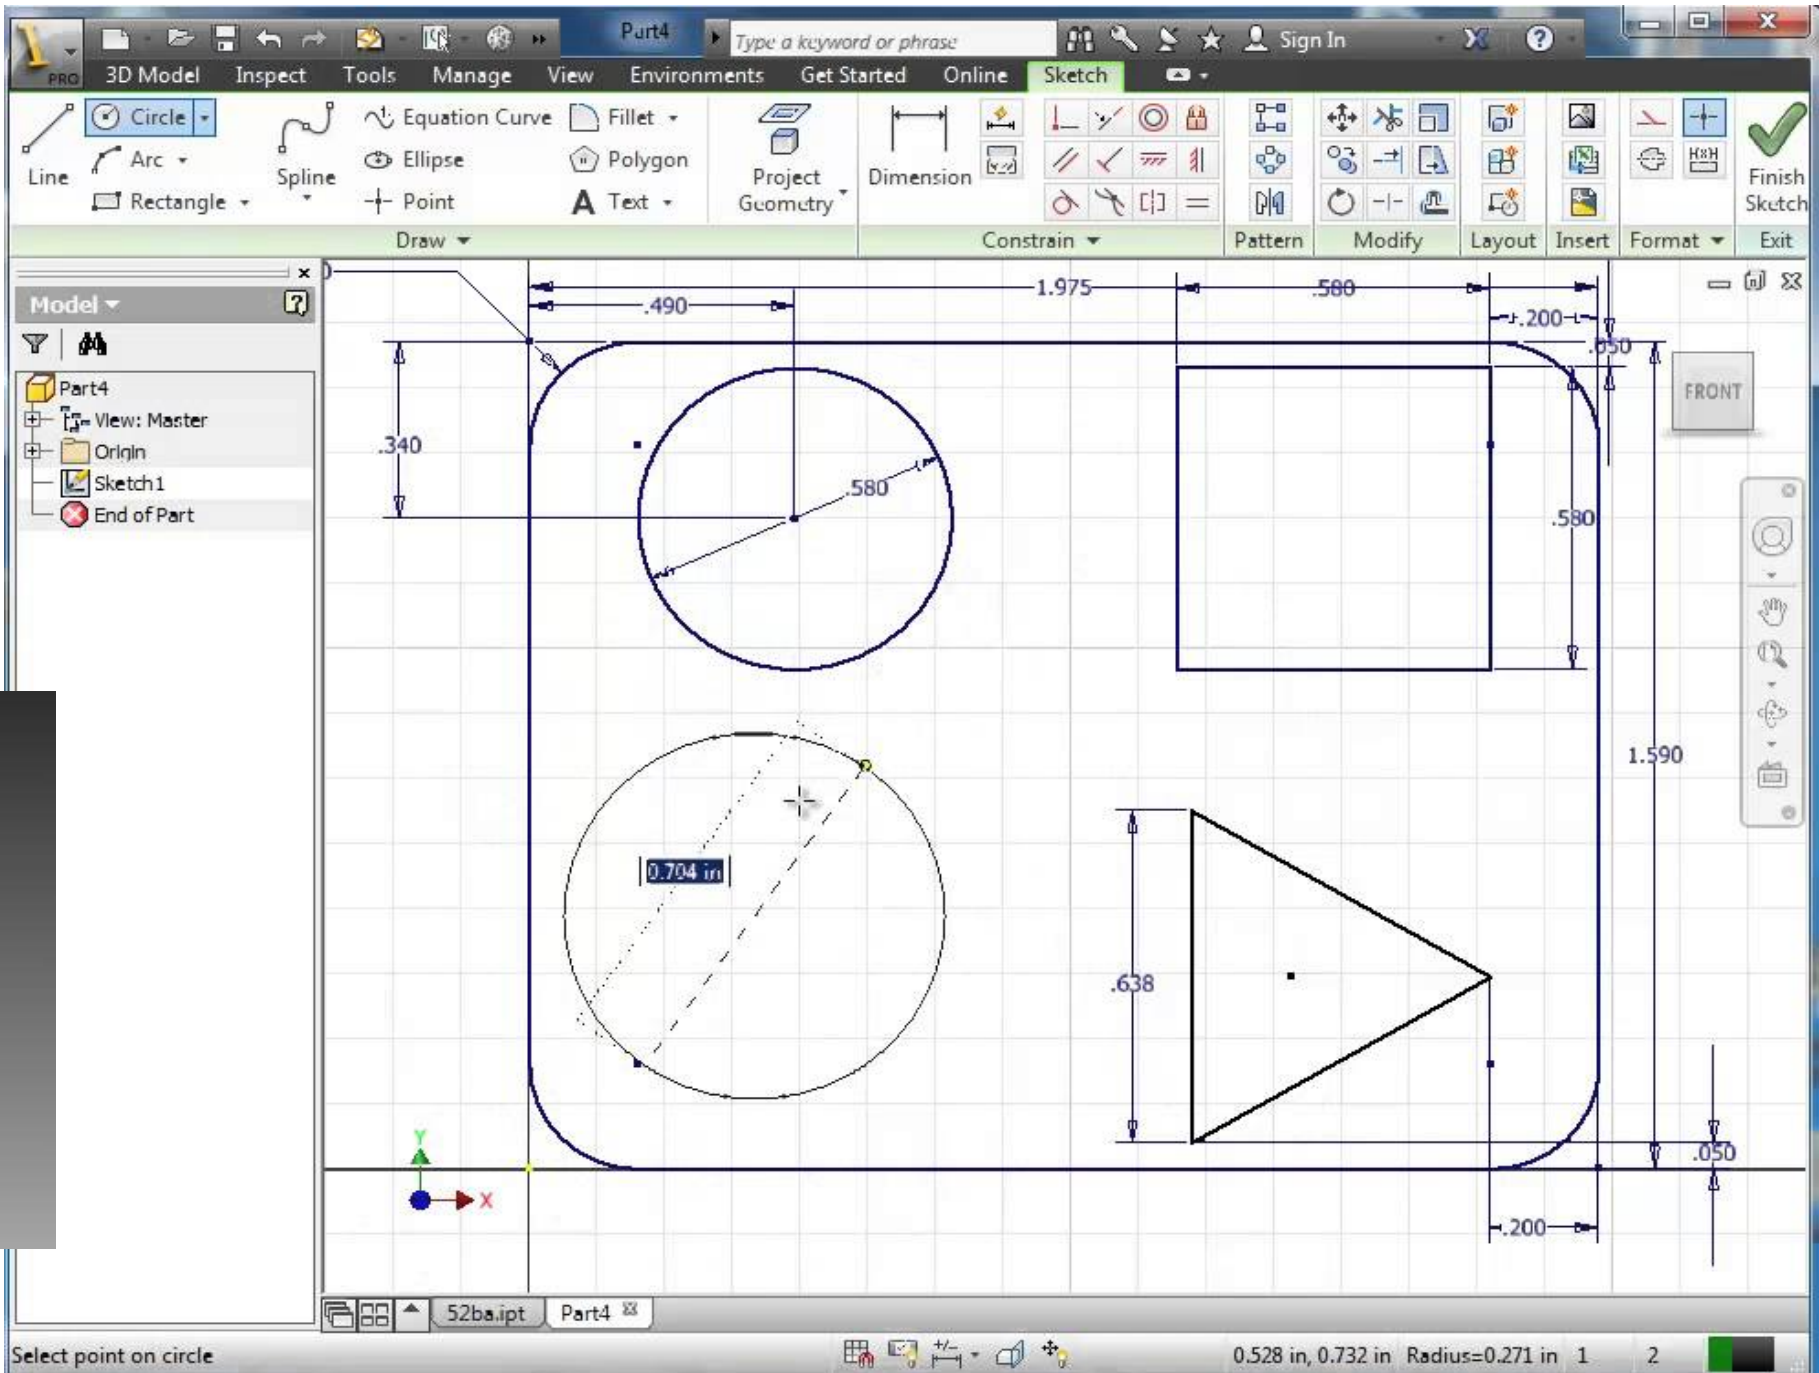 Part4
Type a keyword or phrase
Sign In
PRO
3D Model Inspect Tools Manage View Environments Get Started Online Sketch
Line
Circle
Arc
Rectangle
Spline
Equation Curve
Ellipse
Point
Fillet
Polygon
A Text
Project Geometry
Dimension
Finish Sketch
Draw Constrain Pattern Modify Layout Insert Format Exit
Model
Part4
View: Master
Origin
Sketch1
End of Part
1.975
.580
.490
.200
.050
FRONT
.340
.580
.580
1.590
0.704 in
.638
.050
.200
Y
X
52ba.ipt Part4
Select point on circle
0.528 in, 0.732 in Radius=0.271 in 1 2